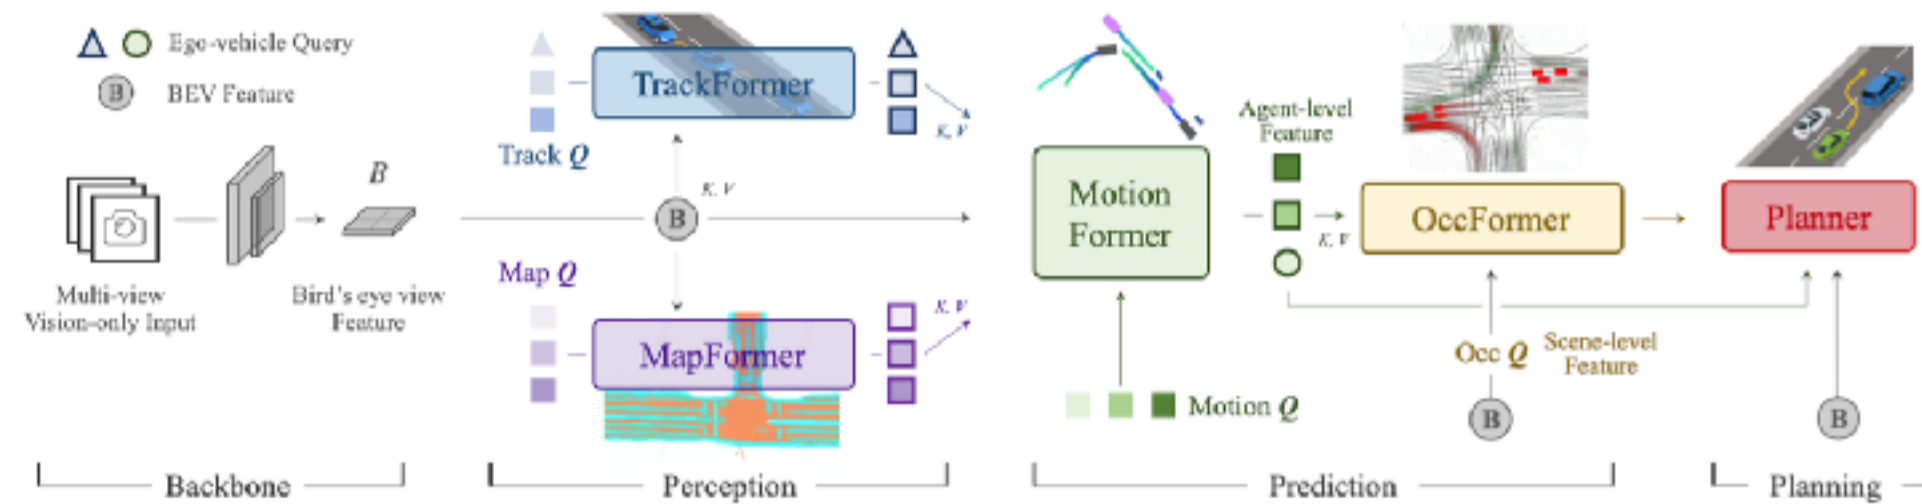 Ego-vehicle Query
B
BEV Feature
B
Multi-view
Vision-only Input
Bird's eye view
Feature
TrackFormer
Track Q
K, V
K, V
B
Map Q
K, V
MapFormer
Motion
Former
Agent-level
Feature
K, V
OccFormer
Planner
Occ Q
Scene-level
Feature
Motion Q
B
B
Backbone
Perception
Prediction
Planning